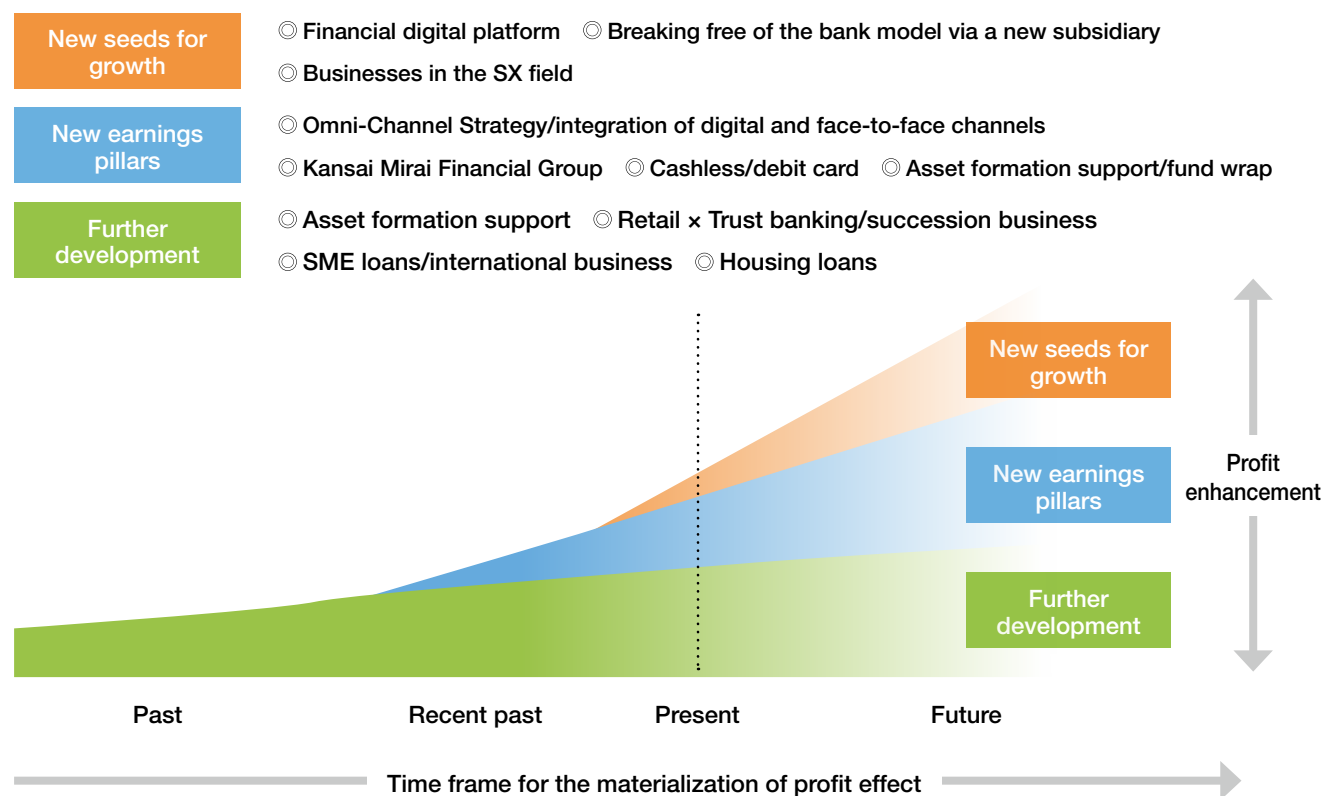 New seeds for
growth
◎ Financial digital platform ◎ Breaking free of the bank model via a new subsidiary
◎ Businesses in the SX field
New earnings
pillars
◎ Omni-Channel Strategy/integration of digital and face-to-face channels
◎ Kansai Mirai Financial Group ◎ Cashless/debit card ◎ Asset formation support/fund wrap
Further
development
◎ Asset formation support ◎ Retail × Trust banking/succession business
◎ SME loans/international business ◎ Housing loans
New seeds for
growth
New earnings
pillars
Further
development
Profit
enhancement
Past
Recent past
Present
Future
Time frame for the materialization of profit effect